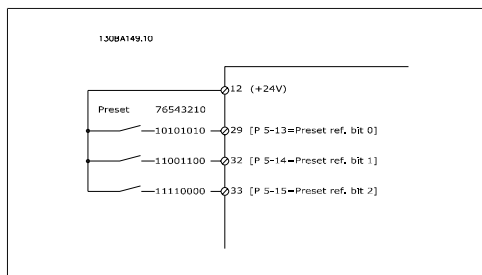 130BA149.10
12 (+24V)
Preset 76543210
10101010 29 [P 5-13=Preset ref. bit 0]
11001100 32 [P 5-14=Preset ref. bit 1]
11110000 33 [P 5-15=Preset ref. bit 2]